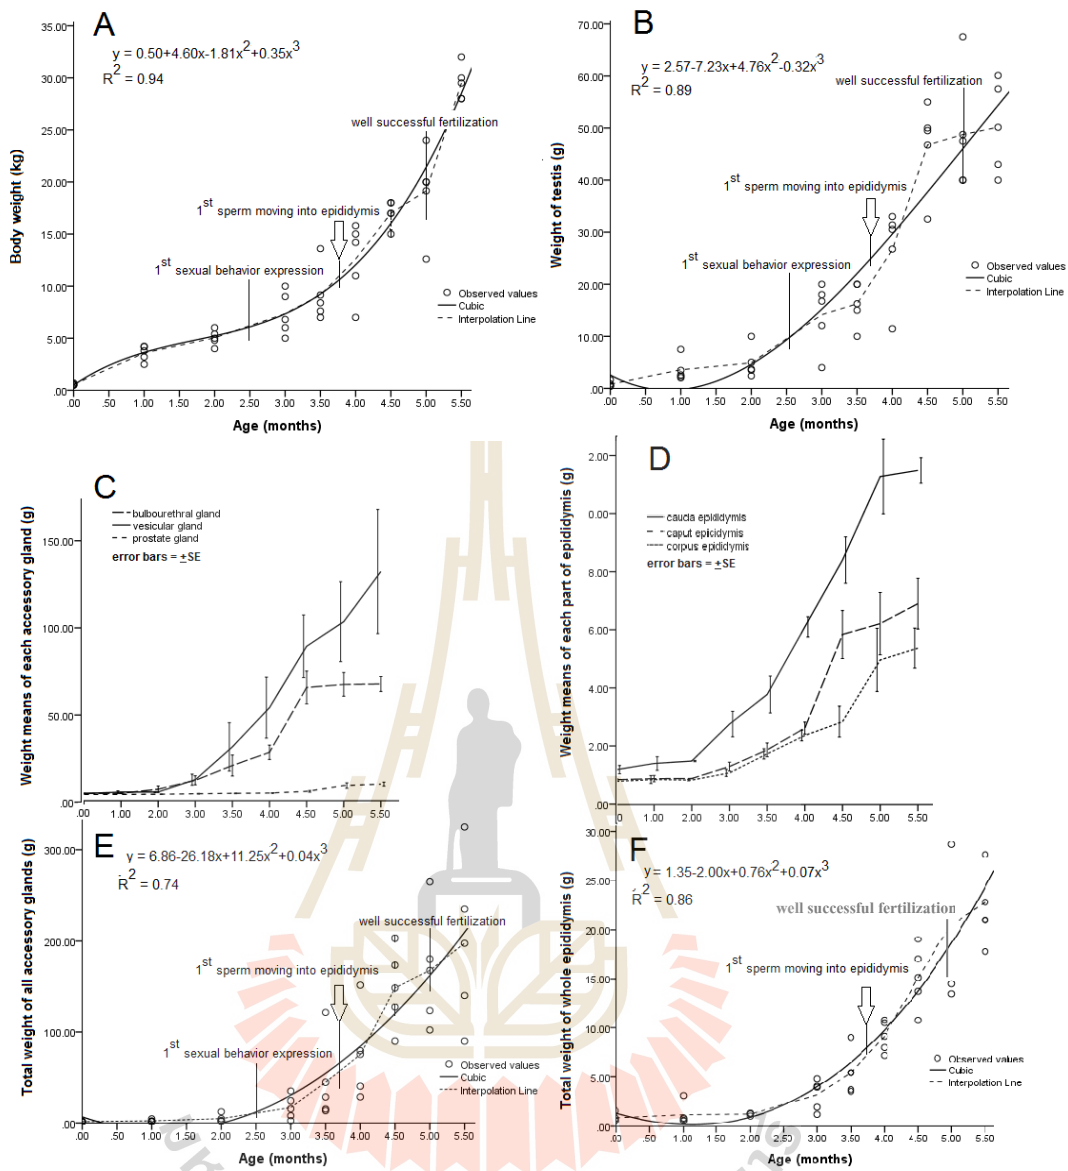 A
y = 0.50+4.60x-1.81x²+0.35x³
R² = 0.94
well successful fertilization
1st sperm moving into epididymis
1st sexual behavior expression
Observed values
Cubic
Interpolation Line
Body weight (kg)
35.00
30.00
25.00
20.00
15.00
10.00
5.00
.00
.00 1.00 2.00 3.00 3.50 4.00 4.50 5.00 5.50
Age (months)
B
y = 2.57-7.23x+4.76x²-0.32x³
R² = 0.89
well successful fertilization
1st sperm moving into epididymis
1st sexual behavior expression
Observed values
Cubic
Interpolation Line
Weight of testis (g)
70.00
60.00
50.00
40.00
30.00
20.00
10.00
.00
.00 1.00 2.00 3.00 3.50 4.00 4.50 5.00 5.50
Age (months)
C
bulbourethral gland
vesicular gland
prostate gland
error bars = ±SE
Weight means of each accessory gland (g)
150.00
100.00
50.00
.00
.00 1.00 2.00 3.00 3.50 4.00 4.50 5.00 5.50
D
cauda epididymis
caput epicidymis
corpus epididymis
error bars = ±SE
Weight means of each part of epididymis (g)
2.00
0.00
8.00
6.00
4.00
2.00
0.00
.00 1.00 2.00 3.00 3.50 4.00 4.50 5.00 5.50
E
y = 6.86-26.18x+11.25x²+0.04x³
R² = 0.74
well successful fertilization
1st sperm moving into epididymis
1st sexual behavior expression
Observed values
Cubic
Interpolation Line
Total weight of all accessory glands (g)
300.00
200.00
100.00
.00
.00 1.00 2.00 2.50 3.00 3.50 4.00 4.50 5.00 5.50
Age (months)
F
y= 1.35-2.00x+0.76x²+0.07x³
R² = 0.86
well successful fertilization
1st sperm moving into epididymis
Observed values
Cubic
Interpolation Line
Total weight of whole epididymis (g)
30.00
25.00
20.00
15.00
10.00
5.00
.00
.00 1.00 2.00 3.00 3.50 4.00 4.50 5.00 5.50
Age (months)